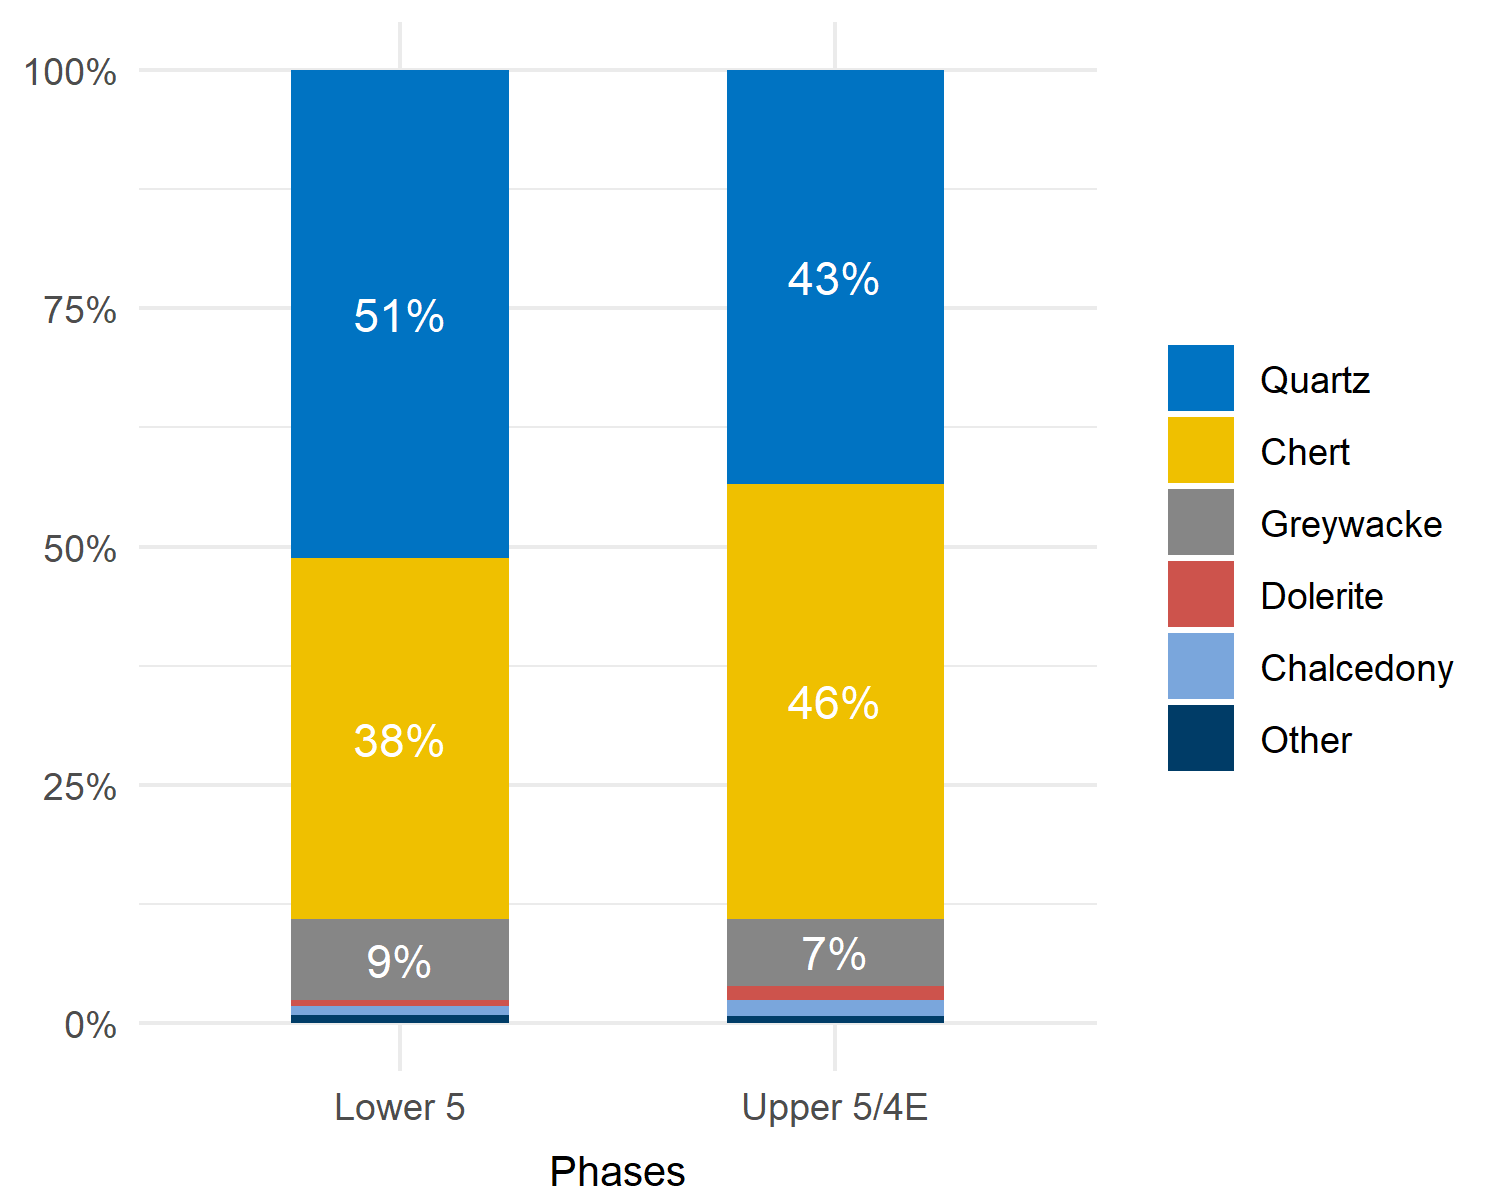 100%
75%
50%
25%
0%
51%
38%
9%
43%
46%
7%
Lower 5
Upper 5/4E
Phases
Quartz
Chert
Greywacke
Dolerite
Chalcedony
Other